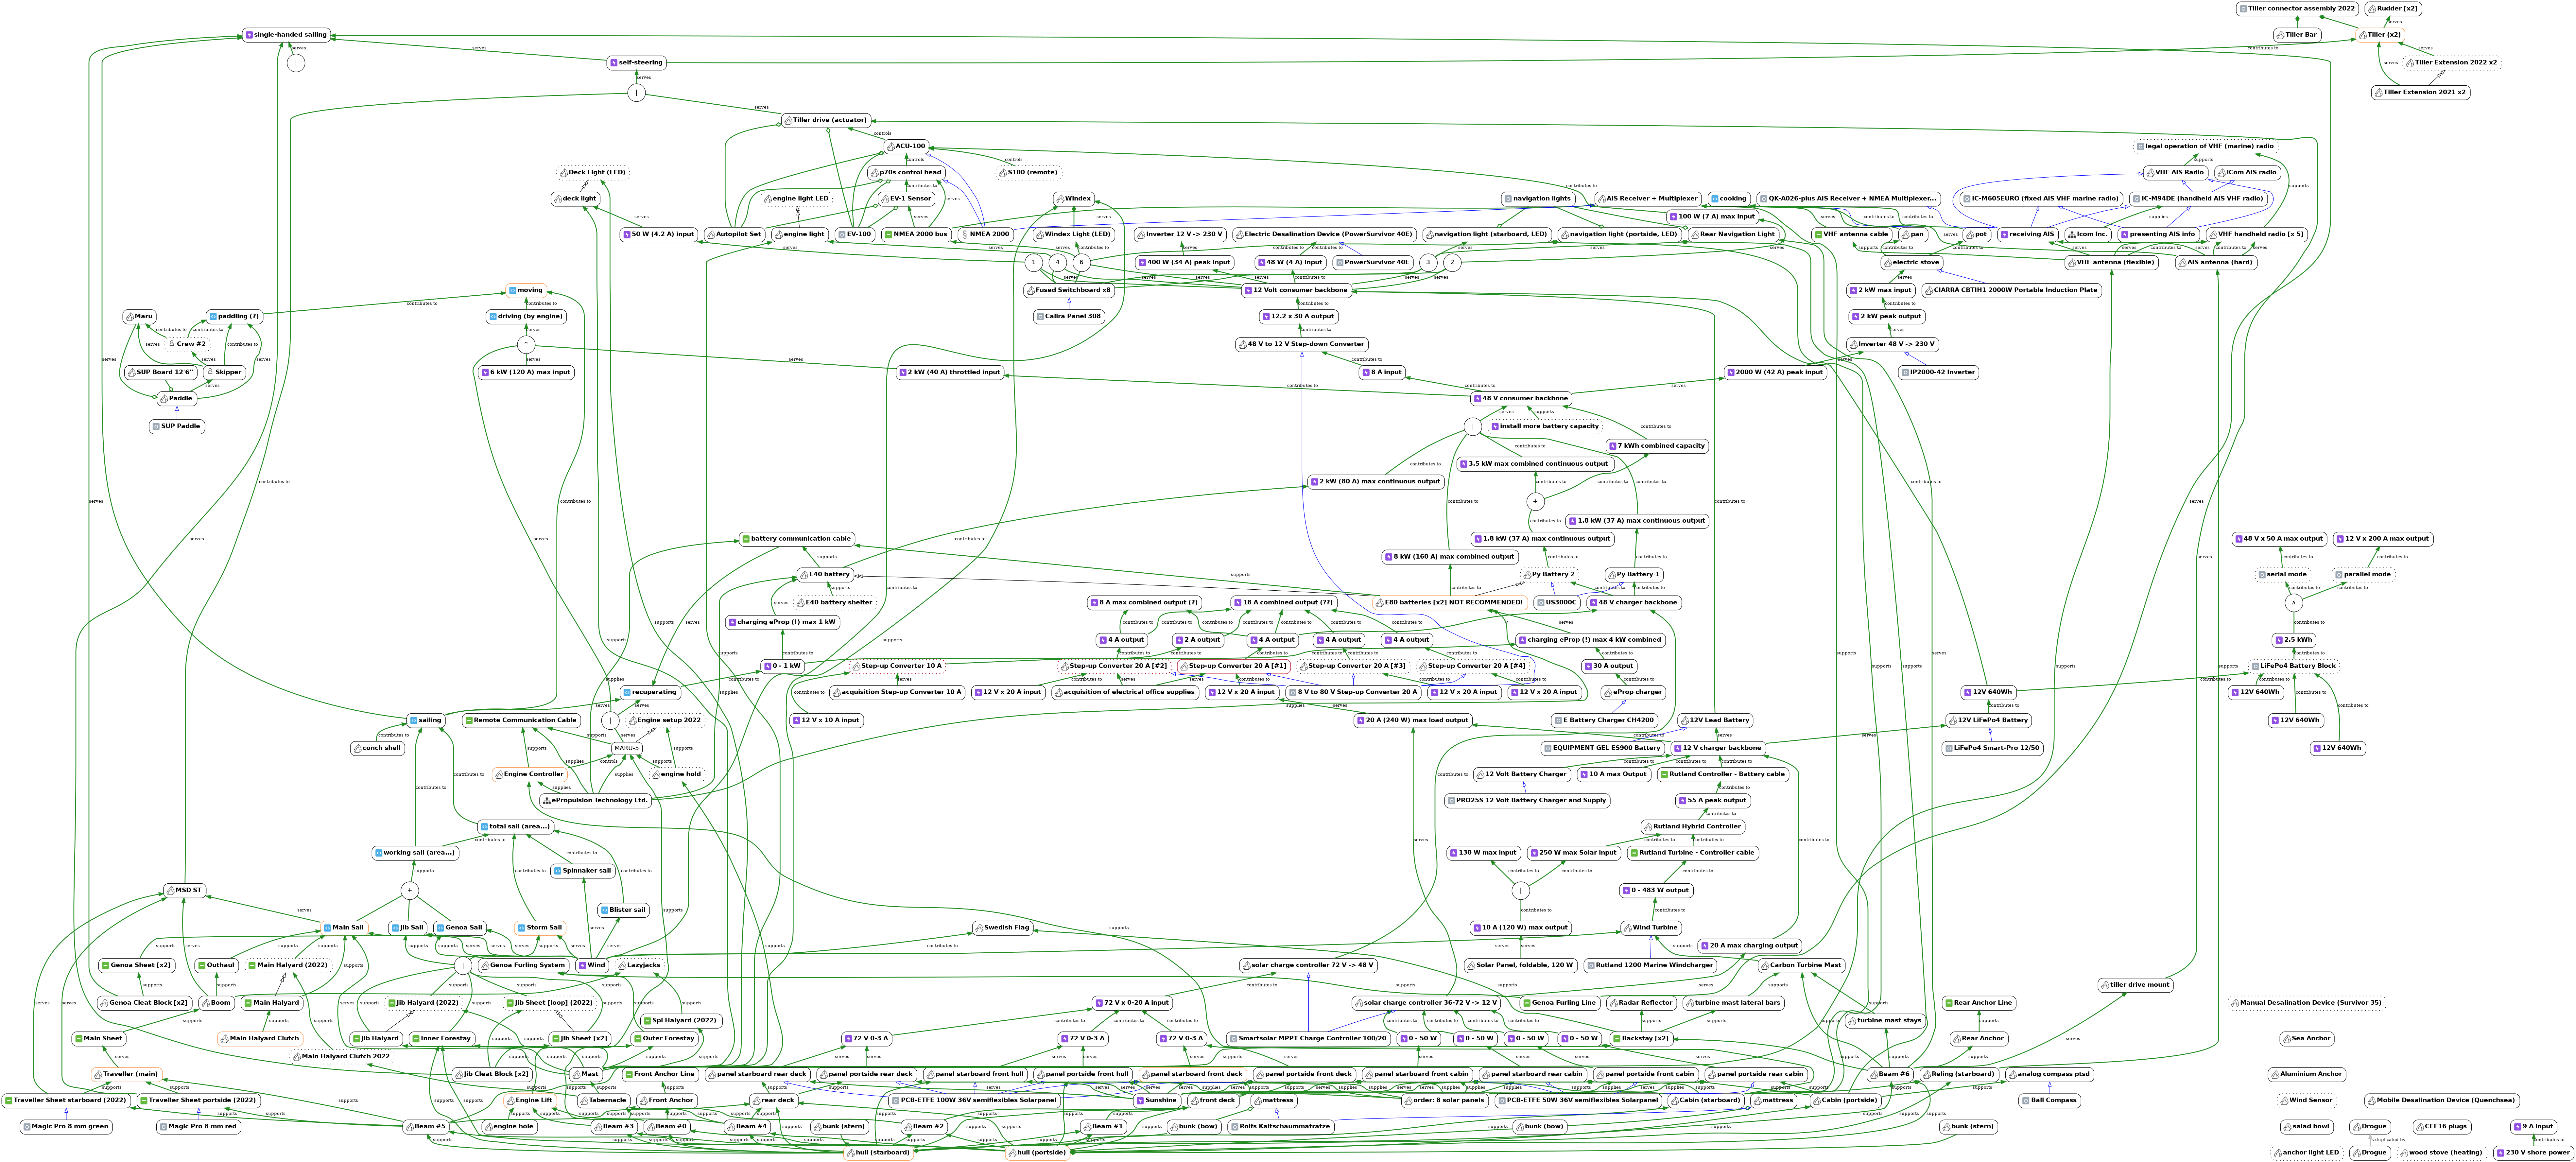 Tiller connector assembly 2022
Rudder [x2]
single-handed sailing
serves
Tiller Bar
Tiller (x2)
contributes to
serves
self-steering
Tiller Extension 2022 x2
serves
Tiller Extension 2021 x2
serves
Tiller drive (actuator)
controls
ACU-100
legal operation of VHF (marine) radio
supports
controls
Deck Light (LED)
p70s control head
S100 (remote)
VHF AIS Radio
iCom AIS radio
contributes to
deck light
engine light LED
EV-1 Sensor
Windex
navigation lights
AIS Receiver + Multiplexer
cooking
QK-A026-plus AIS Receiver + NMEA Multiplexer...
IC-M605EURO (fixed AIS VHF marine radio)
IC-M94DE (handheld AIS VHF radio)
100 W (7 A) max input
50 W (4.2 A) input
Autopilot Set
engine light
EV-100
NMEA 2000 bus
NMEA 2000
Windex Light (LED)
Inverter 12 V -> 230 V
Electric Desalination Device (PowerSurvivor 40E)
navigation light (starboard, LED)
navigation light (portside, LED)
Rear Navigation Light
VHF antenna cable
pan
pot
receiving AIS
Icom Inc.
presenting AIS info
VHF handheld radio [x 5]
1
4
6
400 W (34 A) peak input
48 W (4 A) input
PowerSurvivor 40E
3
2
electric stove
VHF antenna (flexible)
AIS antenna (hard)
moving
Fused Switchboard x8
12 Volt consumer backbone
2 kW max input
CIARRA CBTIH1 2000W Portable Induction Plate
Maru
paddling (?)
driving (by engine)
Calira Panel 308
12.2 x 30 A output
2 kW peak output
Crew #2
^
48 V to 12 V Step-down Converter
Inverter 48 V -> 230 V
SUP Board 12'6''
Skipper
6 kW (120 A) max input
2 kW (40 A) throttled input
8 A input
2000 W (42 A) peak input
IP2000-42 Inverter
Paddle
48 V consumer backbone
SUP Paddle
install more battery capacity
7 kWh combined capacity
3.5 kW max combined continuous output
2 kW (80 A) max continuous output
+
1.8 kW (37 A) max continuous output
battery communication cable
1.8 kW (37 A) max continuous output
48 V x 50 A max output
12 V x 200 A max output
8 kW (160 A) max combined output
E40 battery
Py Battery 2
Py Battery 1
serial mode
parallel mode
E40 battery shelter
8 A max combined output (?)
18 A combined output (??)
E80 batteries [x2] NOT RECOMMENDED!
US3000C
48 V charger backbone
^
charging eProp (!) max 1 kW
4 A output
2 A output
4 A output
4 A output
4 A output
charging eProp (!) max 4 kW combined
2.5 kWh
0 - 1 kW
Step-up Converter 10 A
Step-up Converter 20 A [#2]
Step-up Converter 20 A [#1]
Step-up Converter 20 A [#3]
Step-up Converter 20 A [#4]
30 A output
LiFePo4 Battery Block
recuperating
acquisition Step-up Converter 10 A
12 V x 20 A input
acquisition of electrical office supplies
12 V x 20 A input
8 V to 80 V Step-up Converter 20 A
12 V x 20 A input
12 V x 20 A input
eProp charger
12V 640Wh
12V 640Wh
sailing
Remote Communication Cable
Engine setup 2022
12 V x 10 A input
20 A (240 W) max load output
E Battery Charger CH4200
12V Lead Battery
12V LiFePo4 Battery
12V 640Wh
conch shell
MARU-5
EQUIPMENT GEL ES900 Battery
12 V charger backbone
LiFePo4 Smart-Pro 12/50
12V 640Wh
Engine Controller
engine hold
12 Volt Battery Charger
10 A max Output
Rutland Controller - Battery cable
ePropulsion Technology Ltd.
PRO25S 12 Volt Battery Charger and Supply
55 A peak output
total sail (area...)
Rutland Hybrid Controller
working sail (area...)
130 W max input
250 W max Solar input
Rutland Turbine - Controller cable
Spinnaker sail
MSD ST
+
0 - 483 W output
Blister sail
Main Sail
Jib Sail
Genoa Sail
Storm Sail
Swedish Flag
10 A (120 W) max output
Wind Turbine
20 A max charging output
Genoa Sheet [x2]
Outhaul
Main Halyard (2022)
Genoa Furling System
Wind
Lazyjacks
solar charge controller 72 V -> 48 V
Solar Panel, foldable, 120 W
Rutland 1200 Marine Windcharger
Carbon Turbine Mast
tiller drive mount
Genoa Cleat Block [x2]
Boom
Main Halyard
Jib Halyard (2022)
Jib Sheet [loop] (2022)
72 V x 0-20 A input
solar charge controller 36-72 V -> 12 V
Genoa Furling Line
Radar Reflector
turbine mast lateral bars
Rear Anchor Line
Manual Desalination Device (Survivor 35)
Spi Halyard (2022)
turbine mast stays
Main Sheet
Main Halyard Clutch
Jib Halyard
Inner Forestay
Jib Sheet [x2]
Outer Forestay
72 V 0-3 A
72 V 0-3 A
72 V 0-3 A
Smartsolar MPPT Charge Controller 100/20
0 - 50 W
0 - 50 W
0 - 50 W
0 - 50 W
Backstay [x2]
Rear Anchor
Sea Anchor
Main Halyard Clutch 2022
Traveller (main)
Jib Cleat Block [x2]
Mast
Front Anchor Line
panel starboard rear deck
panel portside rear deck
panel starboard front hull
panel portside front hull
panel starboard front deck
panel portside front deck
panel starboard front cabin
panel starboard rear cabin
panel portside front cabin
panel portside rear cabin
Beam #6
Reling (starboard)
analog compass ptsd
Aluminium Anchor
Traveller Sheet starboard (2022)
Traveller Sheet portside (2022)
Engine Lift
Tabernacle
Front Anchor
rear deck
PCB-ETFE 100W 36V semiflexibles Solarpanel
Sunshine
front deck
mattress
order: 8 solar panels
PCB-ETFE 50W 36V semiflexibles Solarpanel
Cabin (starboard)
mattress
Cabin (portside)
Ball Compass
Wind Sensor
Mobile Desalination Device (Quenchsea)
Magic Pro 8 mm green
Magic Pro 8 mm red
Beam #5
engine hole
Beam #3
Beam #0
Beam #4
bunk (stern)
Beam #2
Beam #1
bunk (bow)
Rolfs Kaltschaummatratze
bunk (bow)
bunk (stern)
salad bowl
Drogue
CEE16 plugs
9 A input
is duplicated by
contributes to
hull (starboard)
hull (portside)
anchor light LED
Drogue
wood stove (heating)
230 V shore power